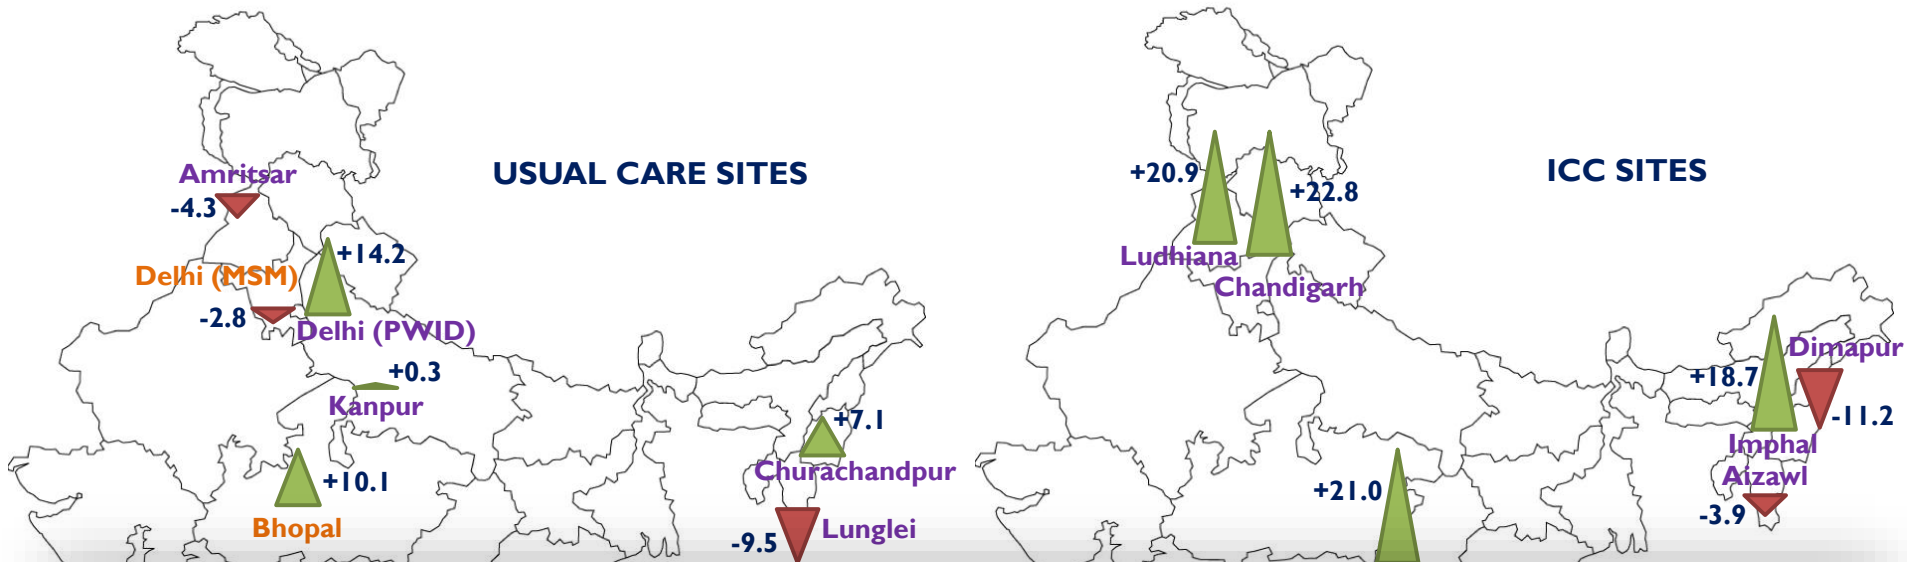 USUAL CARE SITES
Amritsar
-4.3
+14.2
Delhi (MSM)
-2.8
Delhi (PWID)
+0.3
Kanpur
+7.1
Churachandpur
+10.1
Bhopal
Lunglei
-9.5
ICC SITES
+20.9
+22.8
Ludhiana
Chandigarh
Dimapur
+18.7
-11.2
Imphal
Aizawl
+21.0
-3.9